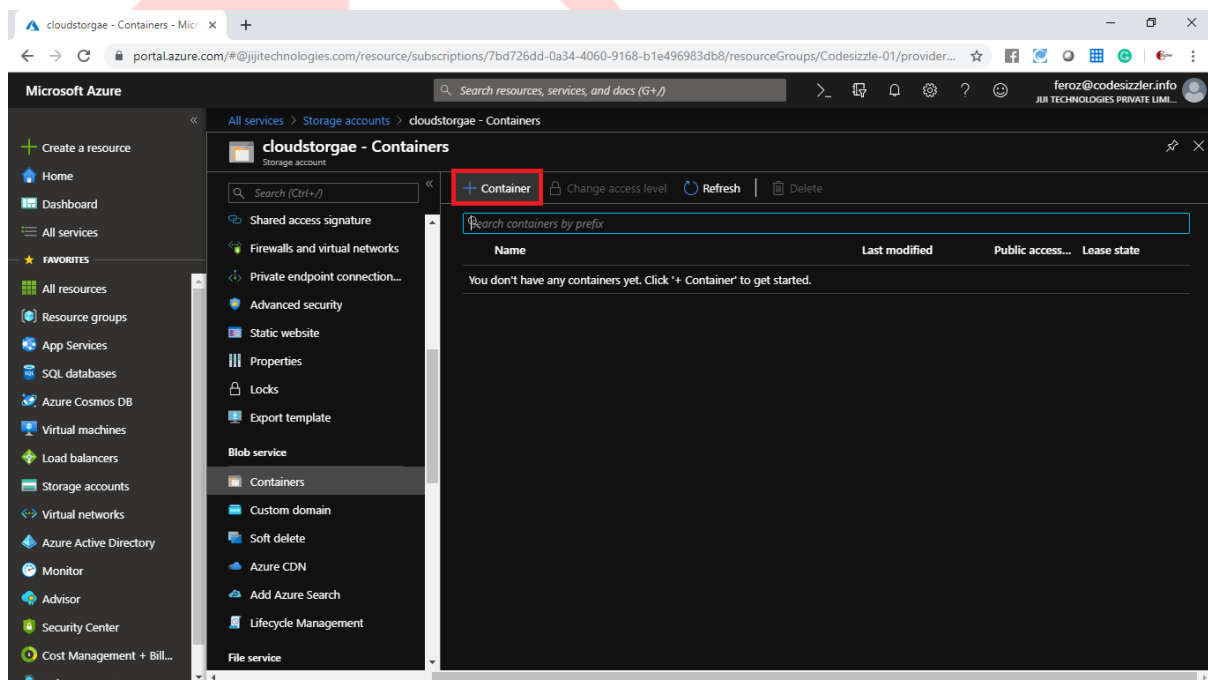 cloudstorgae - Containers - Micr
portal.azure.com/#@jijitechnologies.com/resource/subscriptions/7bd726dd-0a34-4060-9168-b1e496983db8/resourceGroups/Codesizzle-01/provider...
Microsoft Azure
Search resources, services, and docs (G+/)
feroz@codesizzler.info
JIJI TECHNOLOGIES PRIVATE LIMI...
All services > Storage accounts > cloudstorgae - Containers
Create a resource
Home
Dashboard
All services
FAVORITES
All resources
Resource groups
App Services
SQL databases
Azure Cosmos DB
Virtual machines
Load balancers
Storage accounts
Virtual networks
Azure Active Directory
Monitor
Advisor
Security Center
Cost Management + Bill...
cloudstorgae - Containers
Storage account
Search (Ctrl+/)
Shared access signature
Firewalls and virtual networks
Private endpoint connection...
Advanced security
Static website
Properties
Locks
Export template
Blob service
Containers
Custom domain
Soft delete
Azure CDN
Add Azure Search
Lifecycle Management
File service
+ Container Change access level Refresh Delete
Search containers by prefix
Name Last modified Public access... Lease state
You don't have any containers yet. Click '+ Container' to get started.